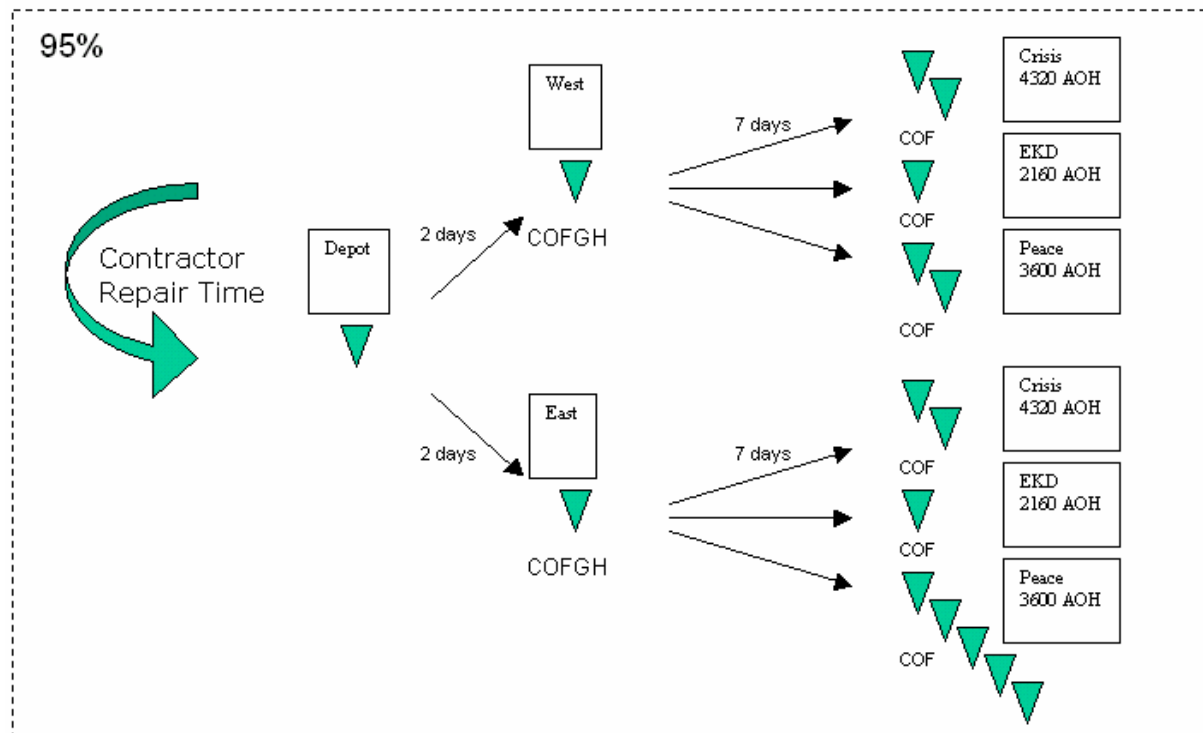 95%
Contractor
Repair Time
Depot
2 days
2 days
West
COFGH
East
COFGH
7 days
COF
COF
COF
Crisis
4320 AOH
EKD
2160 AOH
Peace
3600 AOH
7 days
COF
COF
COF
Crisis
4320 AOH
EKD
2160 AOH
Peace
3600 AOH